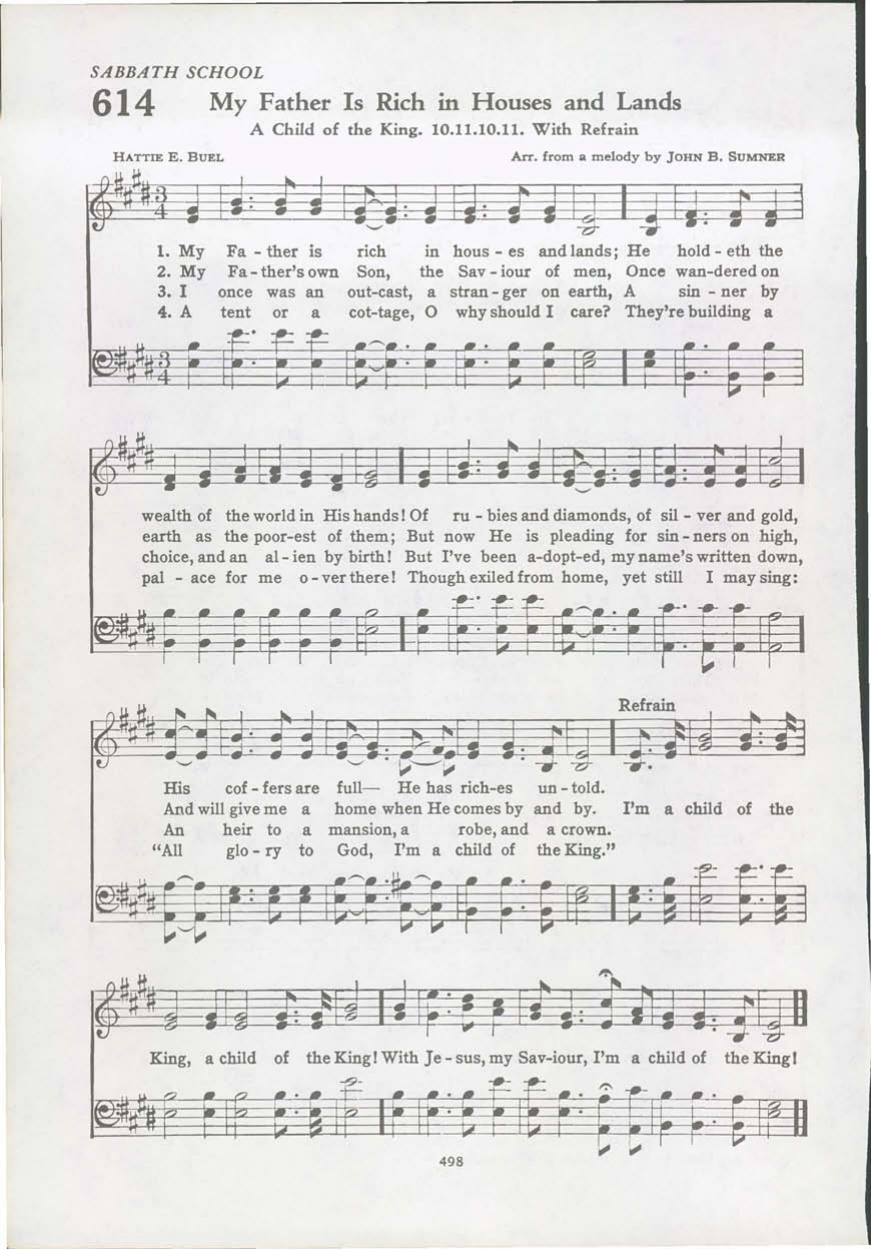 SABBATH SCHOOL
614 My Father Is Rich in Houses and Lands
A Child of the King. 10.11.10.11. With Refrain
HATTIE E. BUEL Arr. from a melody by JOHN B. SUMNER
3 4
1. My Fa - ther is rich in hous - es and lands; He hold - eth the
2. My Fa - ther's own Son, the Sav - iour of men, Once wan-dered on
3. I once was an out-cast, a stran - ger on earth, A sin - ner by
4. A tent or a cot-tage, O why should I care? They're building a
3 4
wealth of the world in His hands! Of ru - bies and diamonds, of sil - ver and gold,
earth as the poor-est of them; But now He is pleading for sin - ners on high,
choice, and an al - ien by birth! But I've been a-dopt-ed, my name's written down,
pal - ace for me o - ver there! Though exiled from home, yet still I may sing:
Refrain
His cof - fers are full— He has rich-es un - told.
And will give me a home when He comes by and by. I'm a child of the
An heir to a mansion, a robe, and a crown.
"All glo - ry to God, I'm a child of the King."
King, a child of the King! With Je - sus, my Sav-iour, I'm a child of the King!
498